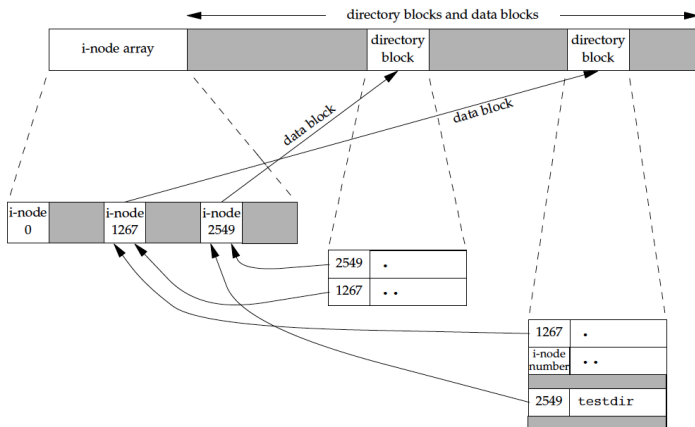 directory blocks and data blocks
i-node array
directory
block
directory
block
data block
data block
i-node
0
i-node
1267
i-node
2549
2549 .
1267 ..
1267 .
i-node
number ..
2549 testdir